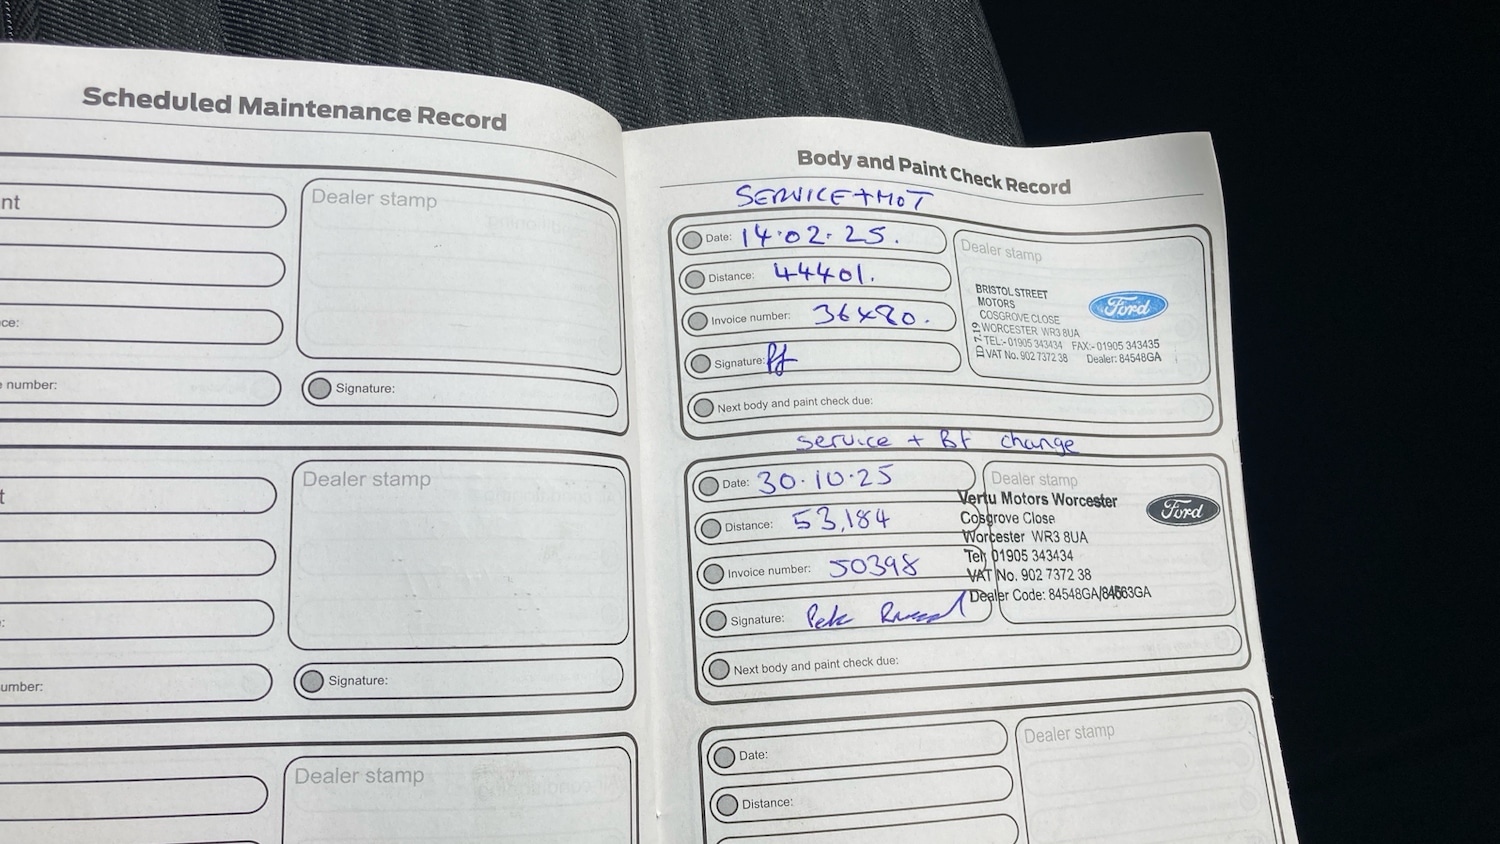 Scheduled Maintenance Record
nt
Dealer stamp
ce:
number:
Signature:
t
Dealer stamp
:
umber:
Signature:
Dealer stamp
Body and Paint Check Record
SERVICE + MOT
Date: 14.02.25.
Distance: 44401.
Invoice number: 36480.
Signature:
Next body and paint check due:
Dealer stamp
BRISTOL STREET
MOTORS
COSGROVE CLOSE
WORCESTER WR3 8UA
TEL:- 01905 343434 FAX:- 01905 343435
VAT No. 902 7372 38 Dealer: 84548GA
Ford
service + BF change
Date: 30.10.25
Distance: 53,184
Invoice number: 50398
Signature:
Next body and paint check due:
Dealer stamp
Vertu Motors Worcester
Cosgrove Close
Worcester WR3 8UA
Tel: 01905 343434
VAT No. 902 7372 38
Dealer Code: 84548GA/84563GA
Ford
Date:
Distance:
Dealer stamp